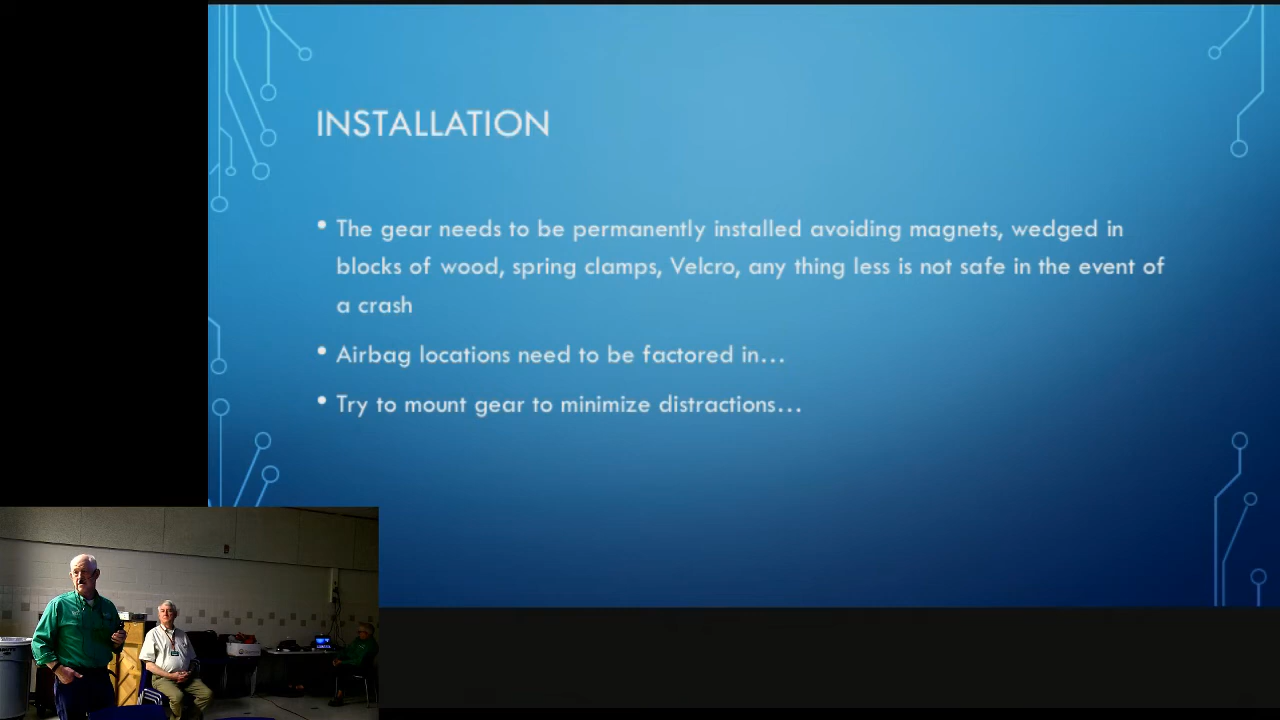 INSTALLATION
• The gear needs to be permanently installed avoiding magnets, wedged in
blocks of wood, spring clamps, Velcro, any thing less is not safe in the event of
a crash
• Airbag locations need to be factored in…
• Try to mount gear to minimize distractions…